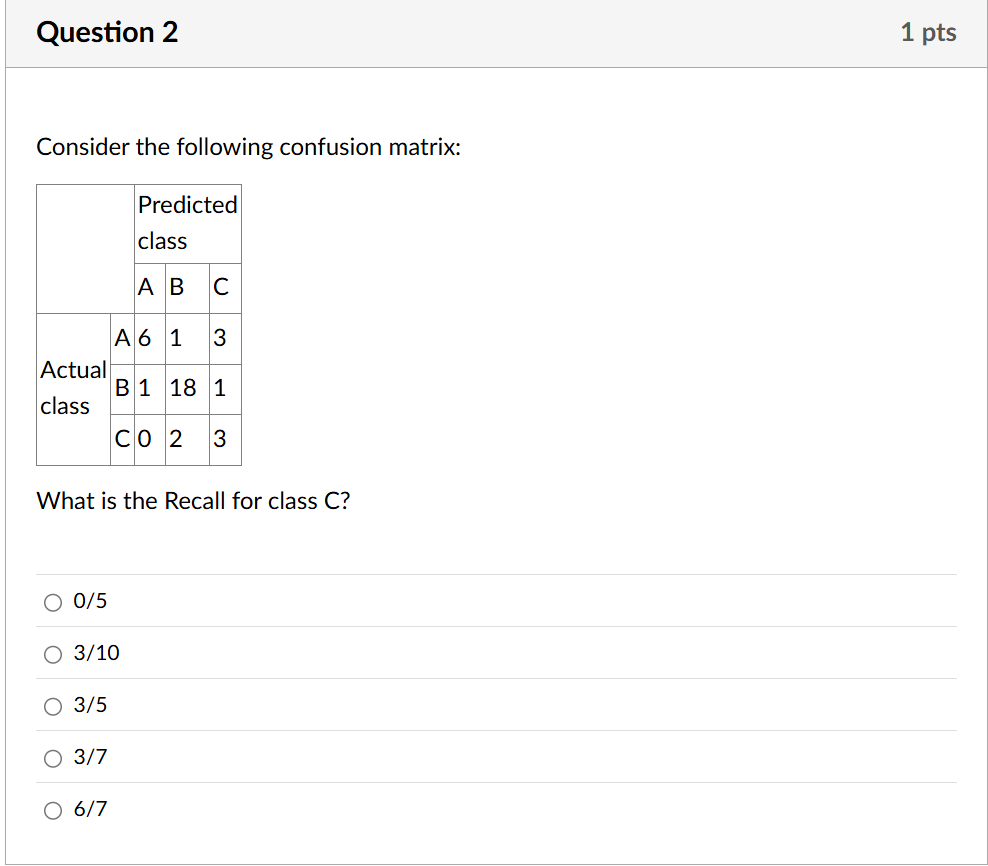 Question 2 1 pts
Consider the following confusion matrix:
Predicted
class
A B C
A 6 1 3
Actual
class
B 1 18 1
C 0 2 3
What is the Recall for class C?
0/5
3/10
3/5
3/7
6/7